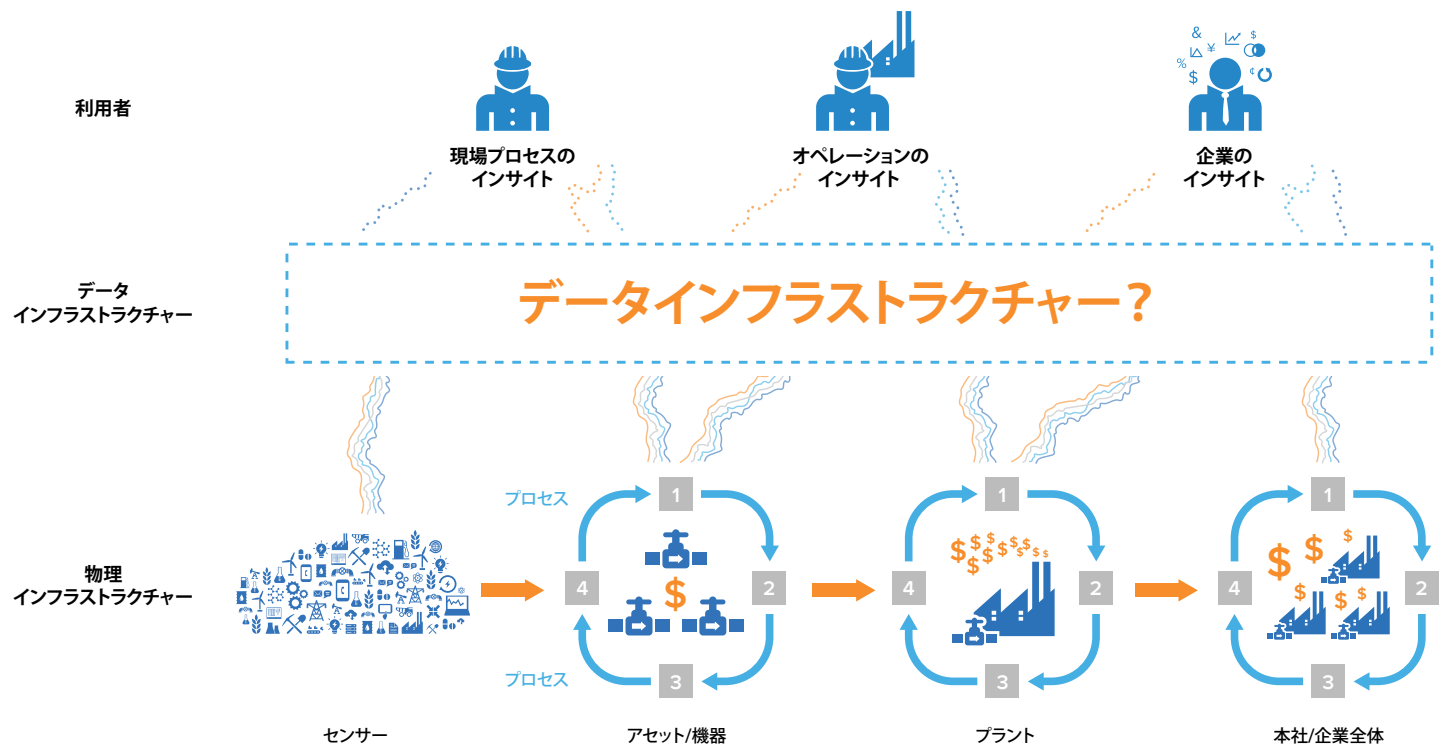 利用者
現場プロセスの
インサイト
オペレーションの
インサイト
& $ ¥ % $ ¢
企業の
インサイト
データ
インフラストラクチャー
データインフラストラクチャー？
物理
インフラストラクチャー
プロセス
1
2
3
4
$
プロセス
1
2
3
4
$ $ $ $ $ $ $ $ $ $ $
1
2
3
4
$ $ $ $ $ $
センサー
アセット/機器
プラント
本社/企業全体